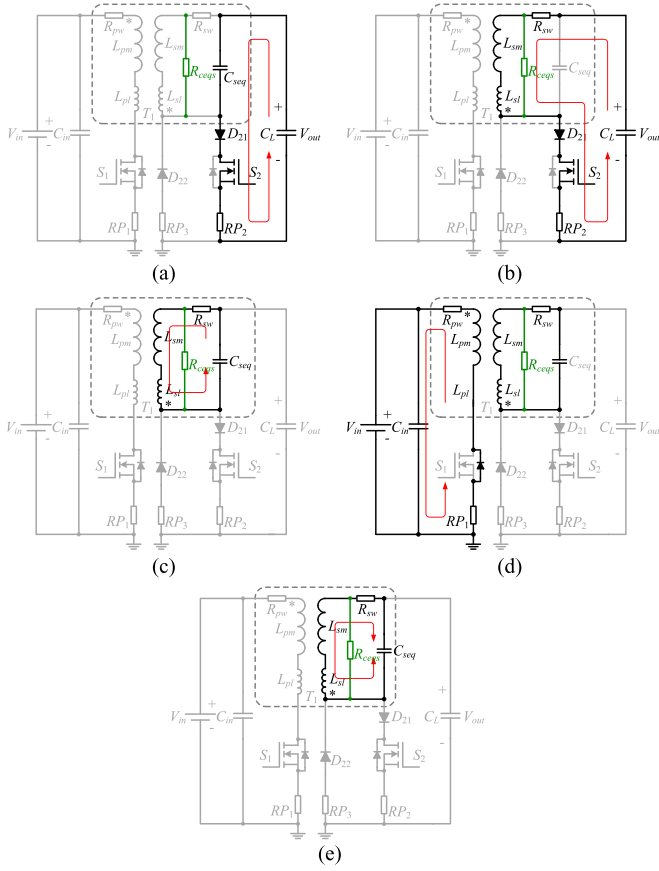 R_pw * R_sw
L_pm L_sm
R_ceqs C_seq
L_pl L_sl
T_1 *
V_in + - C_in D_21 C_L + - V_out
S_1 D_22 S_2
RP_1 RP_3 RP_2
(a)
R_pw * R_sw
L_pm L_sm
R_ceqs C_seq
L_pl L_sl
T_1 *
V_in + - C_in D_21 C_L + - V_out
S_1 D_22 S_2
RP_1 RP_3 RP_2
(b)
R_pw * R_sw
L_pm L_sm
R_ceqs C_seq
L_pl L_sl
T_1 *
V_in + - C_in D_21 C_L + - V_out
S_1 D_22 S_2
RP_1 RP_3 RP_2
(c)
R_pw * R_sw
L_pm L_sm
R_ceqs C_seq
L_pl L_sl
T_1 *
V_in + - C_in D_21 C_L + - V_out
S_1 D_22 S_2
RP_1 RP_3 RP_2
(d)
R_pw * R_sw
L_pm L_sm
R_ceqs C_seq
L_pl L_sl
T_1 *
V_in + - C_in D_21 C_L + - V_out
S_1 D_22 S_2
RP_1 RP_3 RP_2
(e)